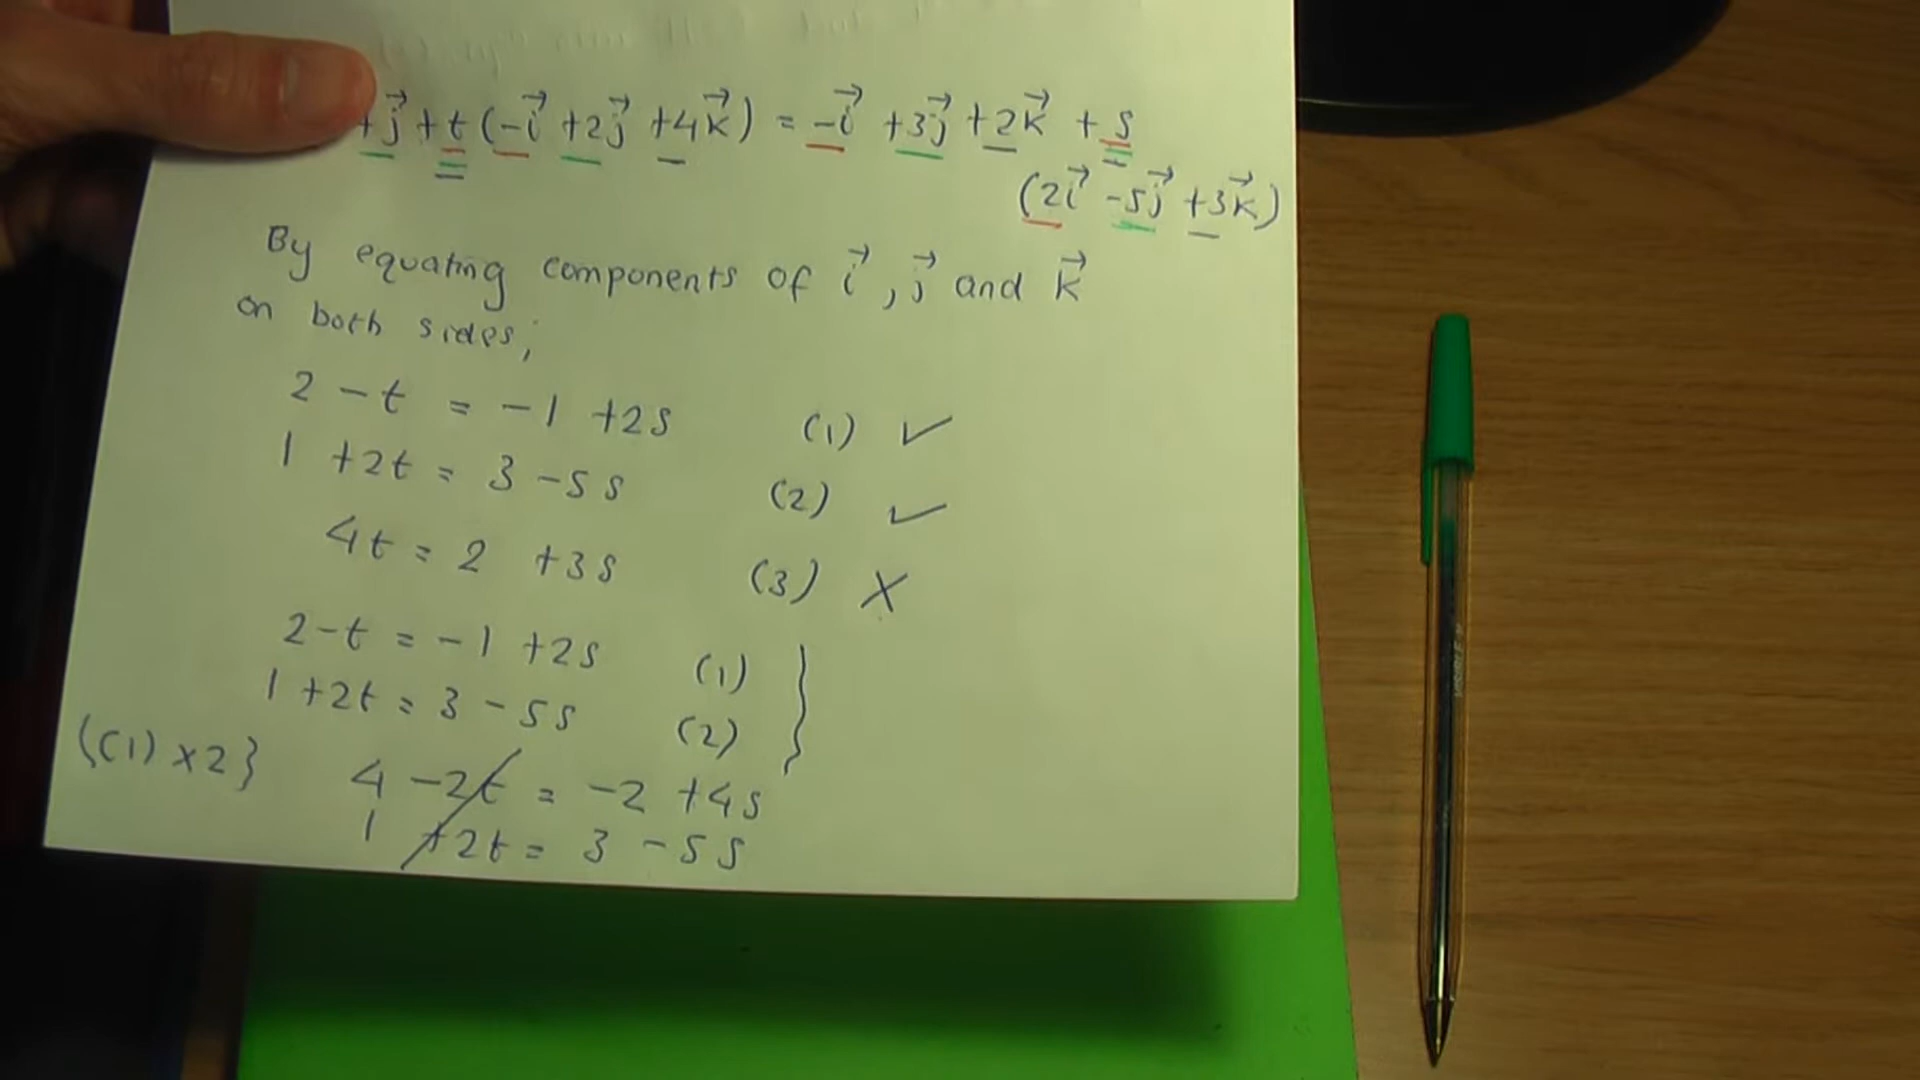 +j⃗ + t (-i⃗ +2j⃗ +4k⃗) = -i⃗ +3j⃗ +2k⃗ + s
(2i⃗ -5j⃗ +3k⃗)
By equating components of i⃗, j⃗ and k⃗
on both sides;
2 - t = -1 +2s (1) ✓
1 +2t = 3 -5s (2) ✓
4t = 2 +3s (3) X
2-t = -1 +2s (1)
1 +2t = 3 -5s (2)
{(1) x2} 4 -2t = -2 +4s
1 +2t = 3 -5s